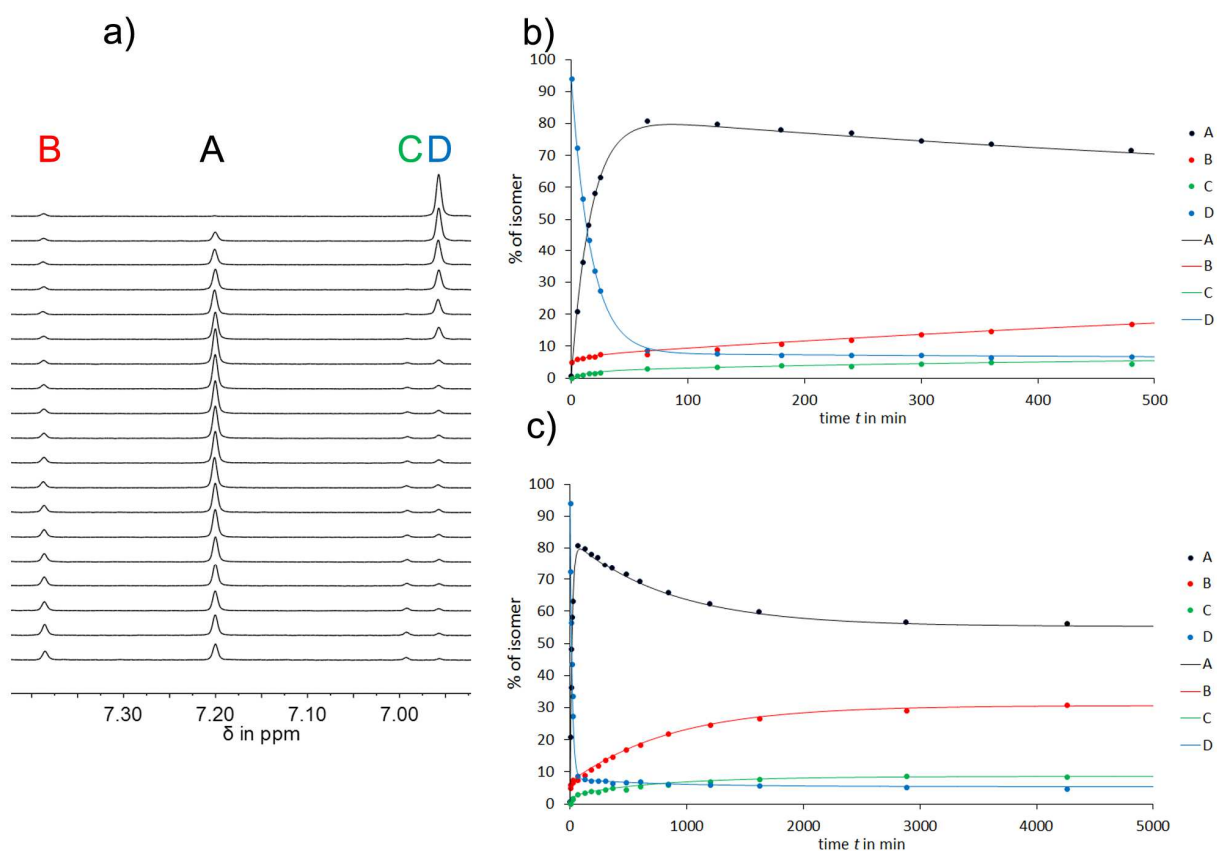 a)
B A C D
7.30 7.20 7.10 7.00
δ in ppm
b)
100
90
80
70
60
50
40
30
20
10
0
% of isomer
0 100 200 300 400 500
time t in min
A
B
C
D
A
B
C
D
c)
100
90
80
70
60
50
40
30
20
10
0
% of isomer
0 1000 2000 3000 4000 5000
time t in min
A
B
C
D
A
B
C
D